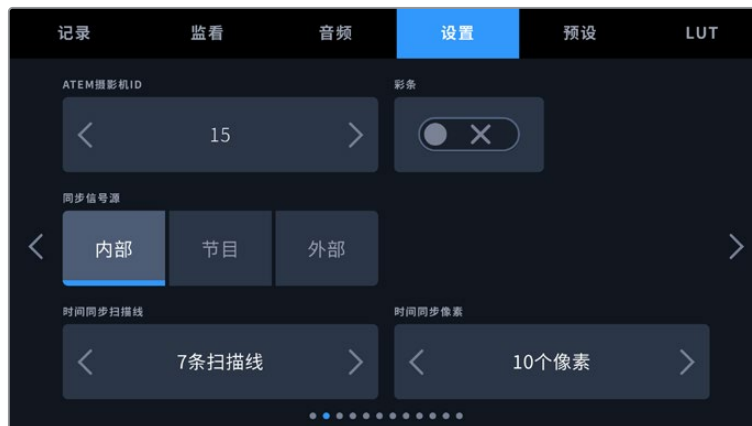 记录 监看 音频 设置 预设 LUT
ATEM摄影机ID 彩条
15
同步信号源
内部 节目 外部
时间同步扫描线 时间同步像素
7条扫描线 10个像素